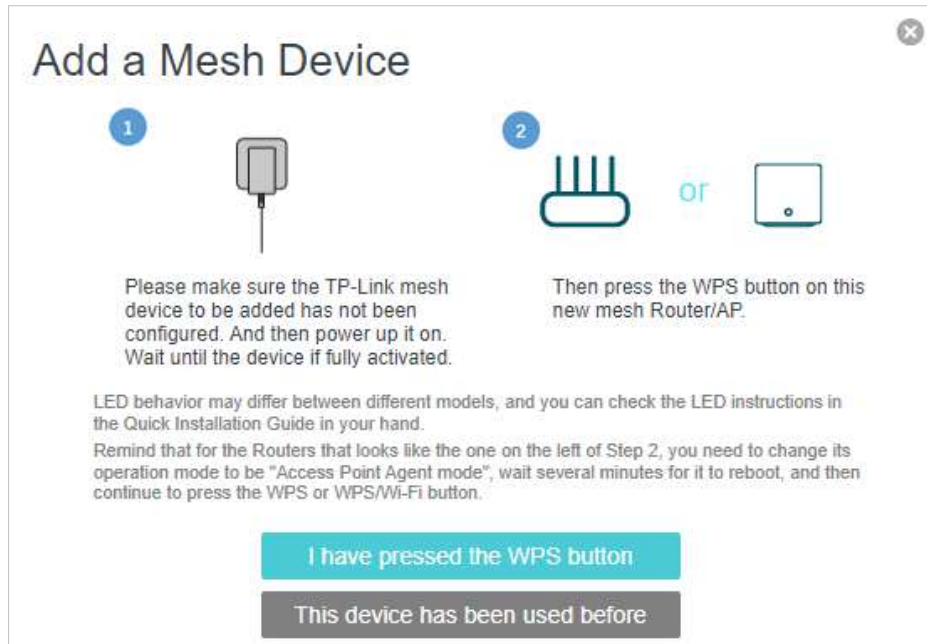 Add a Mesh Device
1
2
or
Please make sure the TP-Link mesh
device to be added has not been
configured. And then power up it on.
Wait until the device if fully activated.
Then press the WPS button on this
new mesh Router/AP.
LED behavior may differ between different models, and you can check the LED instructions in
the Quick Installation Guide in your hand.
Remind that for the Routers that looks like the one on the left of Step 2, you need to change its
operation mode to be "Access Point Agent mode", wait several minutes for it to reboot, and then
continue to press the WPS or WPS/Wi-Fi button.
I have pressed the WPS button
This device has been used before